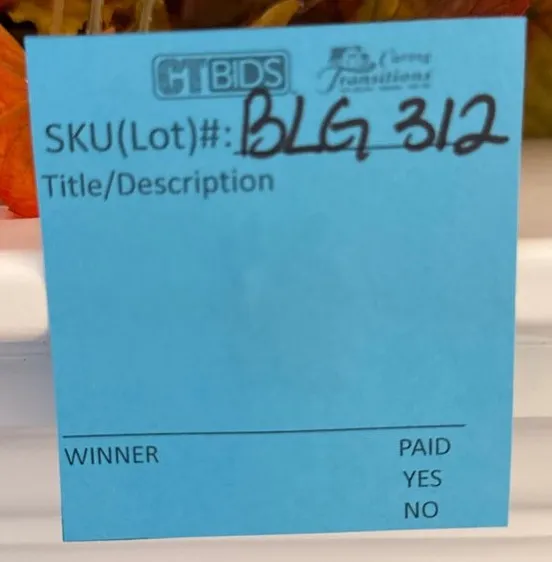 CTBIDS Caring Transitions
SKU(Lot)#: BLG 312
Title/Description
WINNER PAID
YES
NO